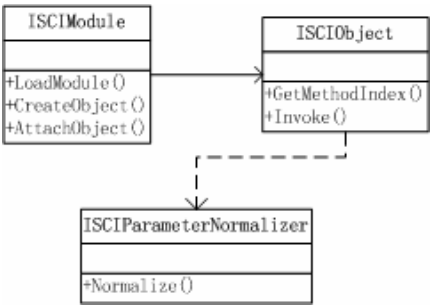 ISCIModule
+LoadModule()
+CreateObject()
+AttachObject()
ISCIObject
+GetMethodIndex()
+Invoke()
ISCIParameterNormalizer
+Normalize()